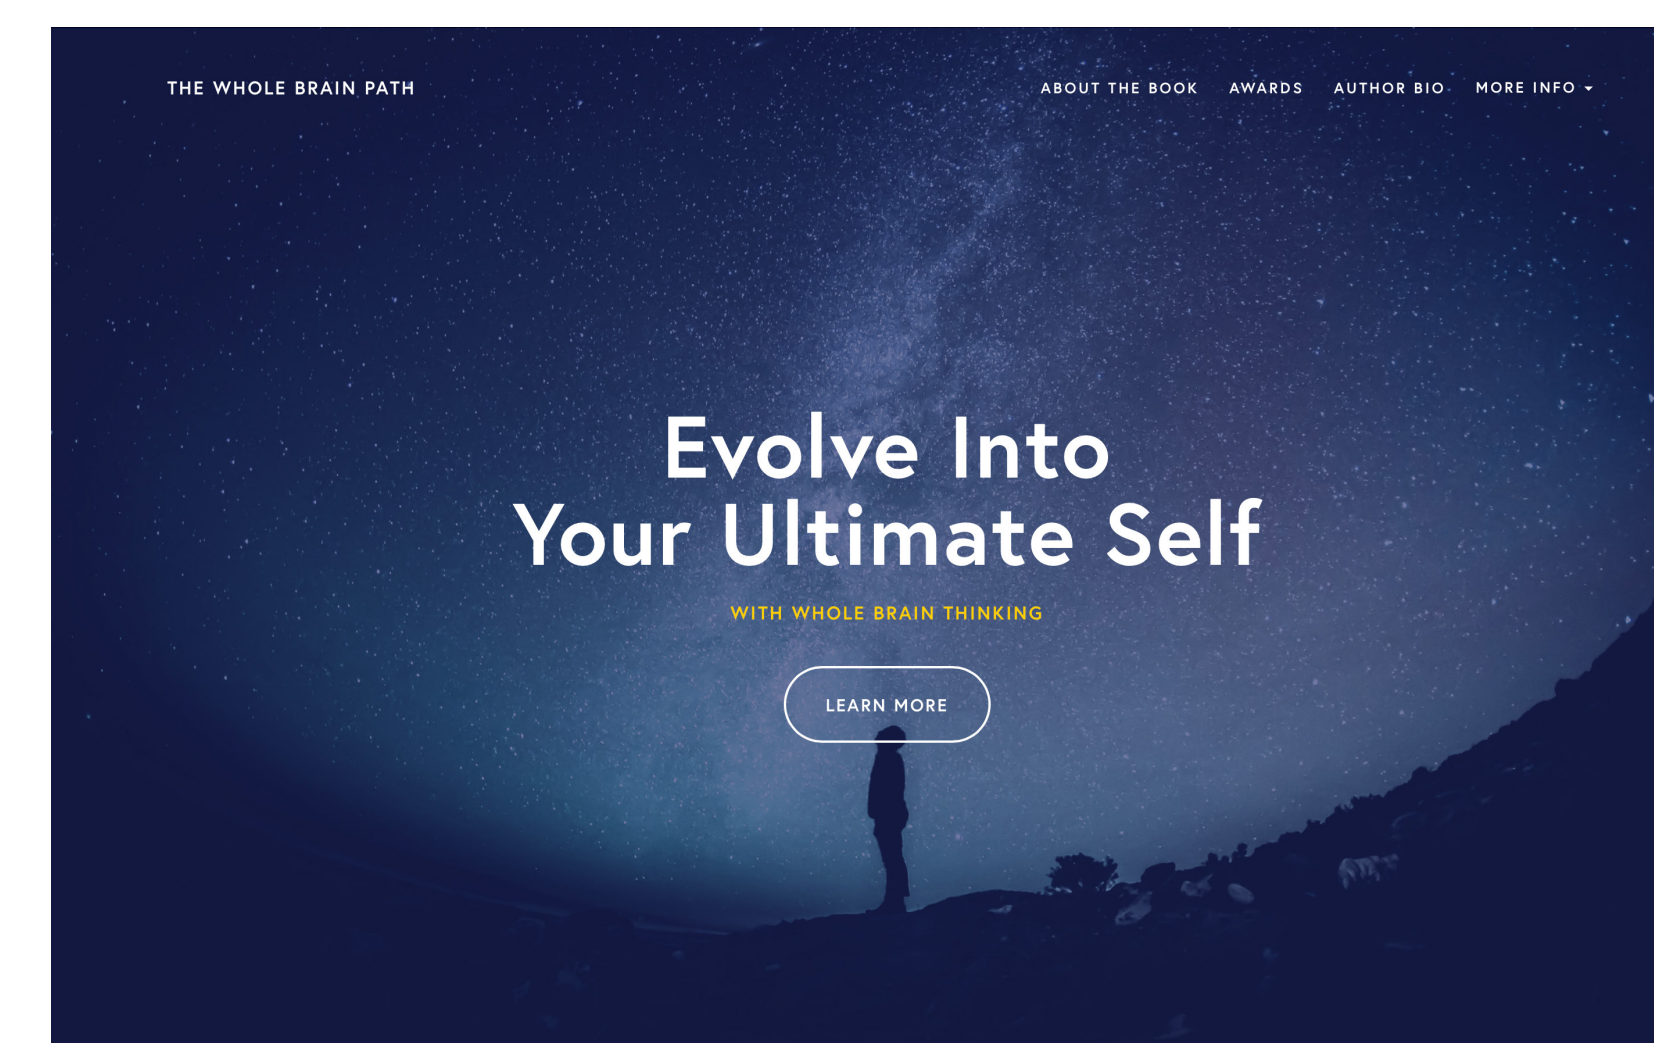 THE WHOLE BRAIN PATH
ABOUT THE BOOK AWARDS AUTHOR BIO MORE INFO
Evolve Into
Your Ultimate Self
WITH WHOLE BRAIN THINKING
LEARN MORE